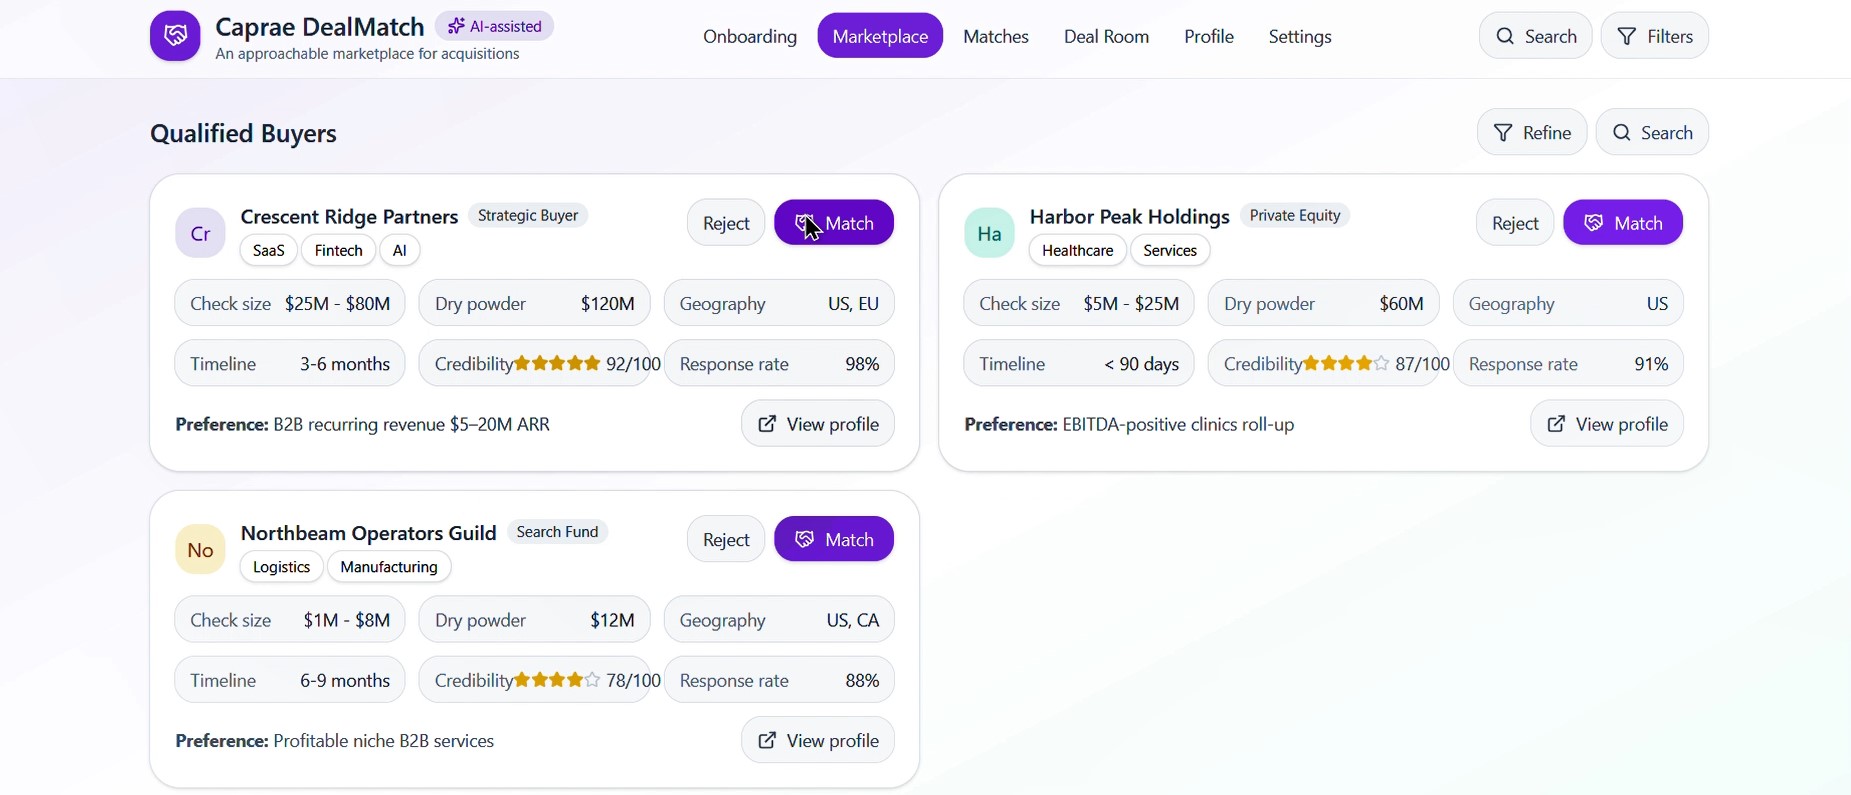 Caprae DealMatch AI-assisted
An approachable marketplace for acquisitions
Onboarding Marketplace Matches Deal Room Profile Settings
Search Filters
Qualified Buyers
Refine Search
Cr Crescent Ridge Partners Strategic Buyer Reject Match
SaaS Fintech AI
Check size $25M - $80M Dry powder $120M Geography US, EU
Timeline 3-6 months Credibility 92/100 Response rate 98%
Preference: B2B recurring revenue $5–20M ARR View profile
Ha Harbor Peak Holdings Private Equity Reject Match
Healthcare Services
Check size $5M - $25M Dry powder $60M Geography US
Timeline < 90 days Credibility 87/100 Response rate 91%
Preference: EBITDA-positive clinics roll-up View profile
No Northbeam Operators Guild Search Fund Reject Match
Logistics Manufacturing
Check size $1M - $8M Dry powder $12M Geography US, CA
Timeline 6-9 months Credibility 78/100 Response rate 88%
Preference: Profitable niche B2B services View profile